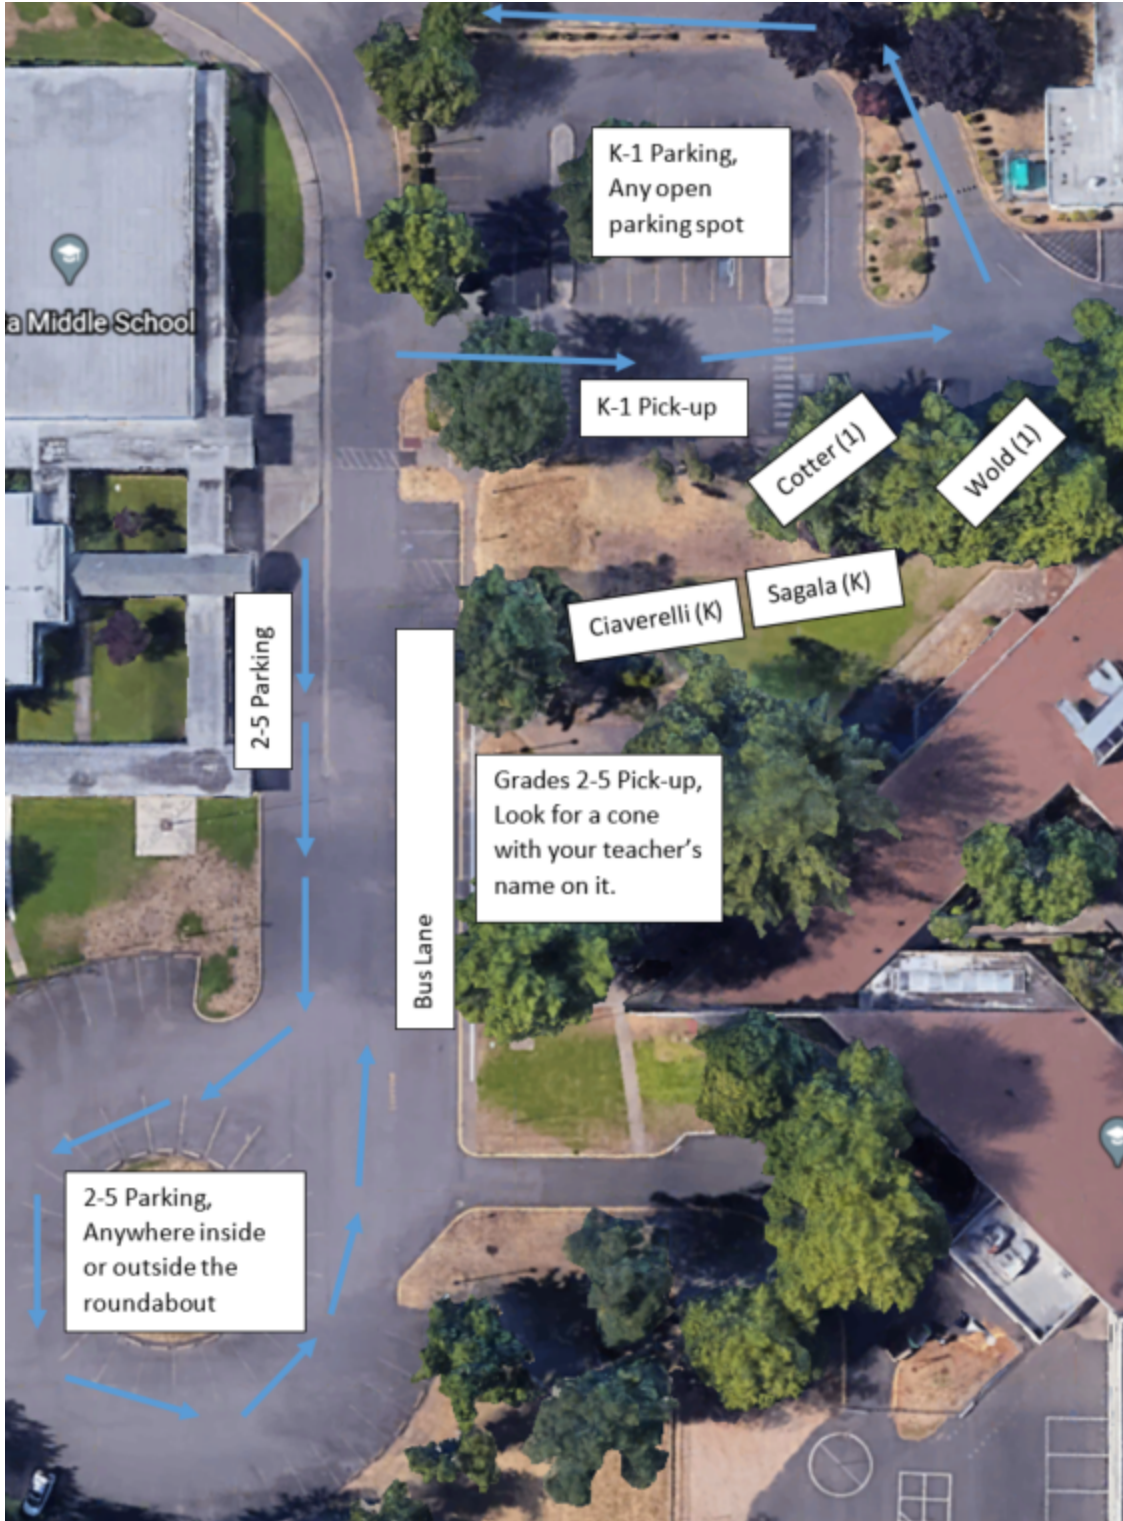 K-1 Parking,
Any open
parking spot
a Middle School
K-1 Pick-up
Cotter (1)
Wold (1)
Ciaverelli (K)
Sagala (K)
2-5 Parking
Grades 2-5 Pick-up,
Look for a cone
with your teacher's
name on it.
Bus Lane
2-5 Parking,
Anywhere inside
or outside the
roundabout